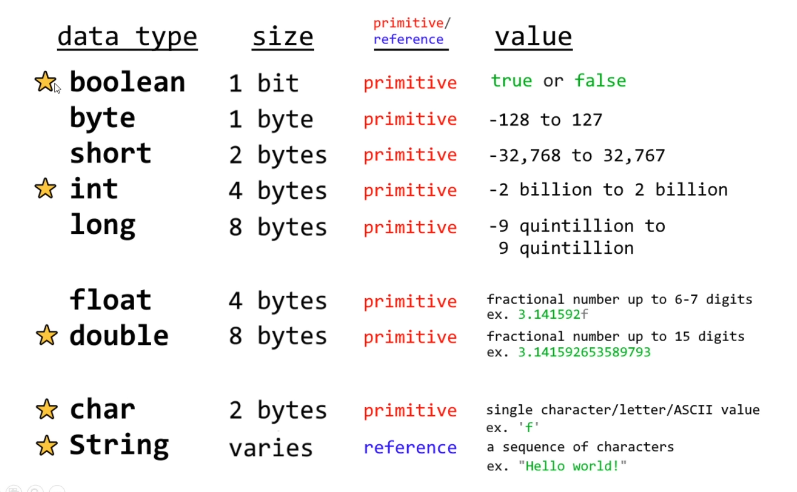 data type size primitive/ value
reference
boolean 1 bit primitive true or false
byte 1 byte primitive -128 to 127
short 2 bytes primitive -32,768 to 32,767
int 4 bytes primitive -2 billion to 2 billion
long 8 bytes primitive -9 quintillion to
9 quintillion
float 4 bytes primitive fractional number up to 6-7 digits
ex. 3.141592f
double 8 bytes primitive fractional number up to 15 digits
ex. 3.141592653589793
char 2 bytes primitive single character/letter/ASCII value
ex. 'f'
String varies reference a sequence of characters
ex. "Hello world!"